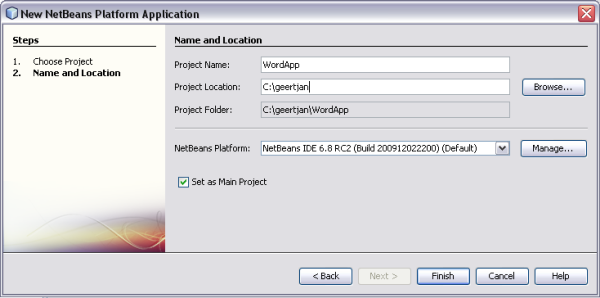 New NetBeans Platform Application
Steps
1. Choose Project
2. Name and Location
Name and Location
Project Name: WordApp
Project Location: C:\geertjan Browse...
Project Folder: C:\geertjan\WordApp
NetBeans Platform: NetBeans IDE 6.8 RC2 (Build 200912022200) (Default) Manage...
Set as Main Project
< Back Next > Finish Cancel Help